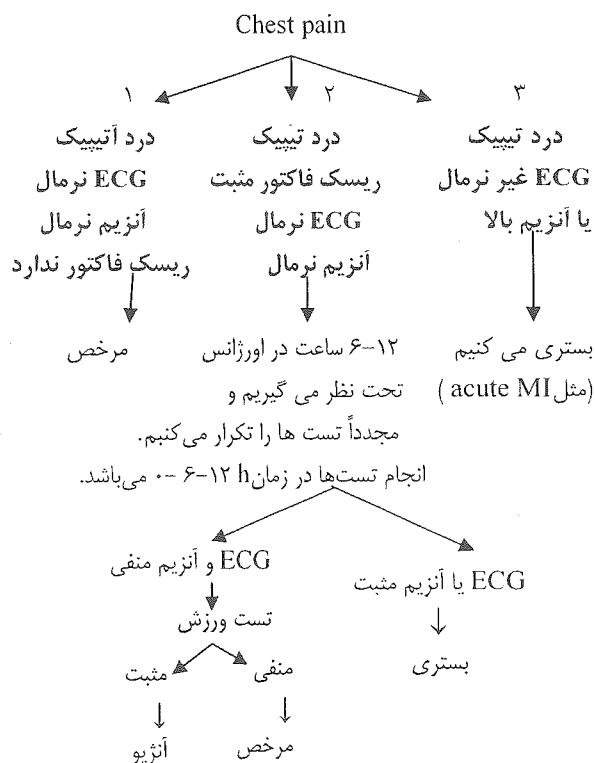 Chest pain
۱
درد آتیپیک
ECG نرمال
آنزیم نرمال
ریسک فاکتور ندارد
مرخص
۲
درد تیپیک
ریسک فاکتور مثبت
ECG نرمال
آنزیم نرمال
۶–۱۲ ساعت در اورژانس
تحت نظر می گیریم و
مجدداً تست ها را تکرار می‌کنیم.
انجام تست‌ها در زمان ۰- ۶-۱۲ h می‌باشد.
ECG و آنزیم منفی
تست ورزش
مثبت
آنژیو
منفی
مرخص
ECG یا آنزیم مثبت
بستری
۳
درد تیپیک
ECG غیر نرمال
یا آنزیم بالا
بستری می کنیم
(مثل acute MI )